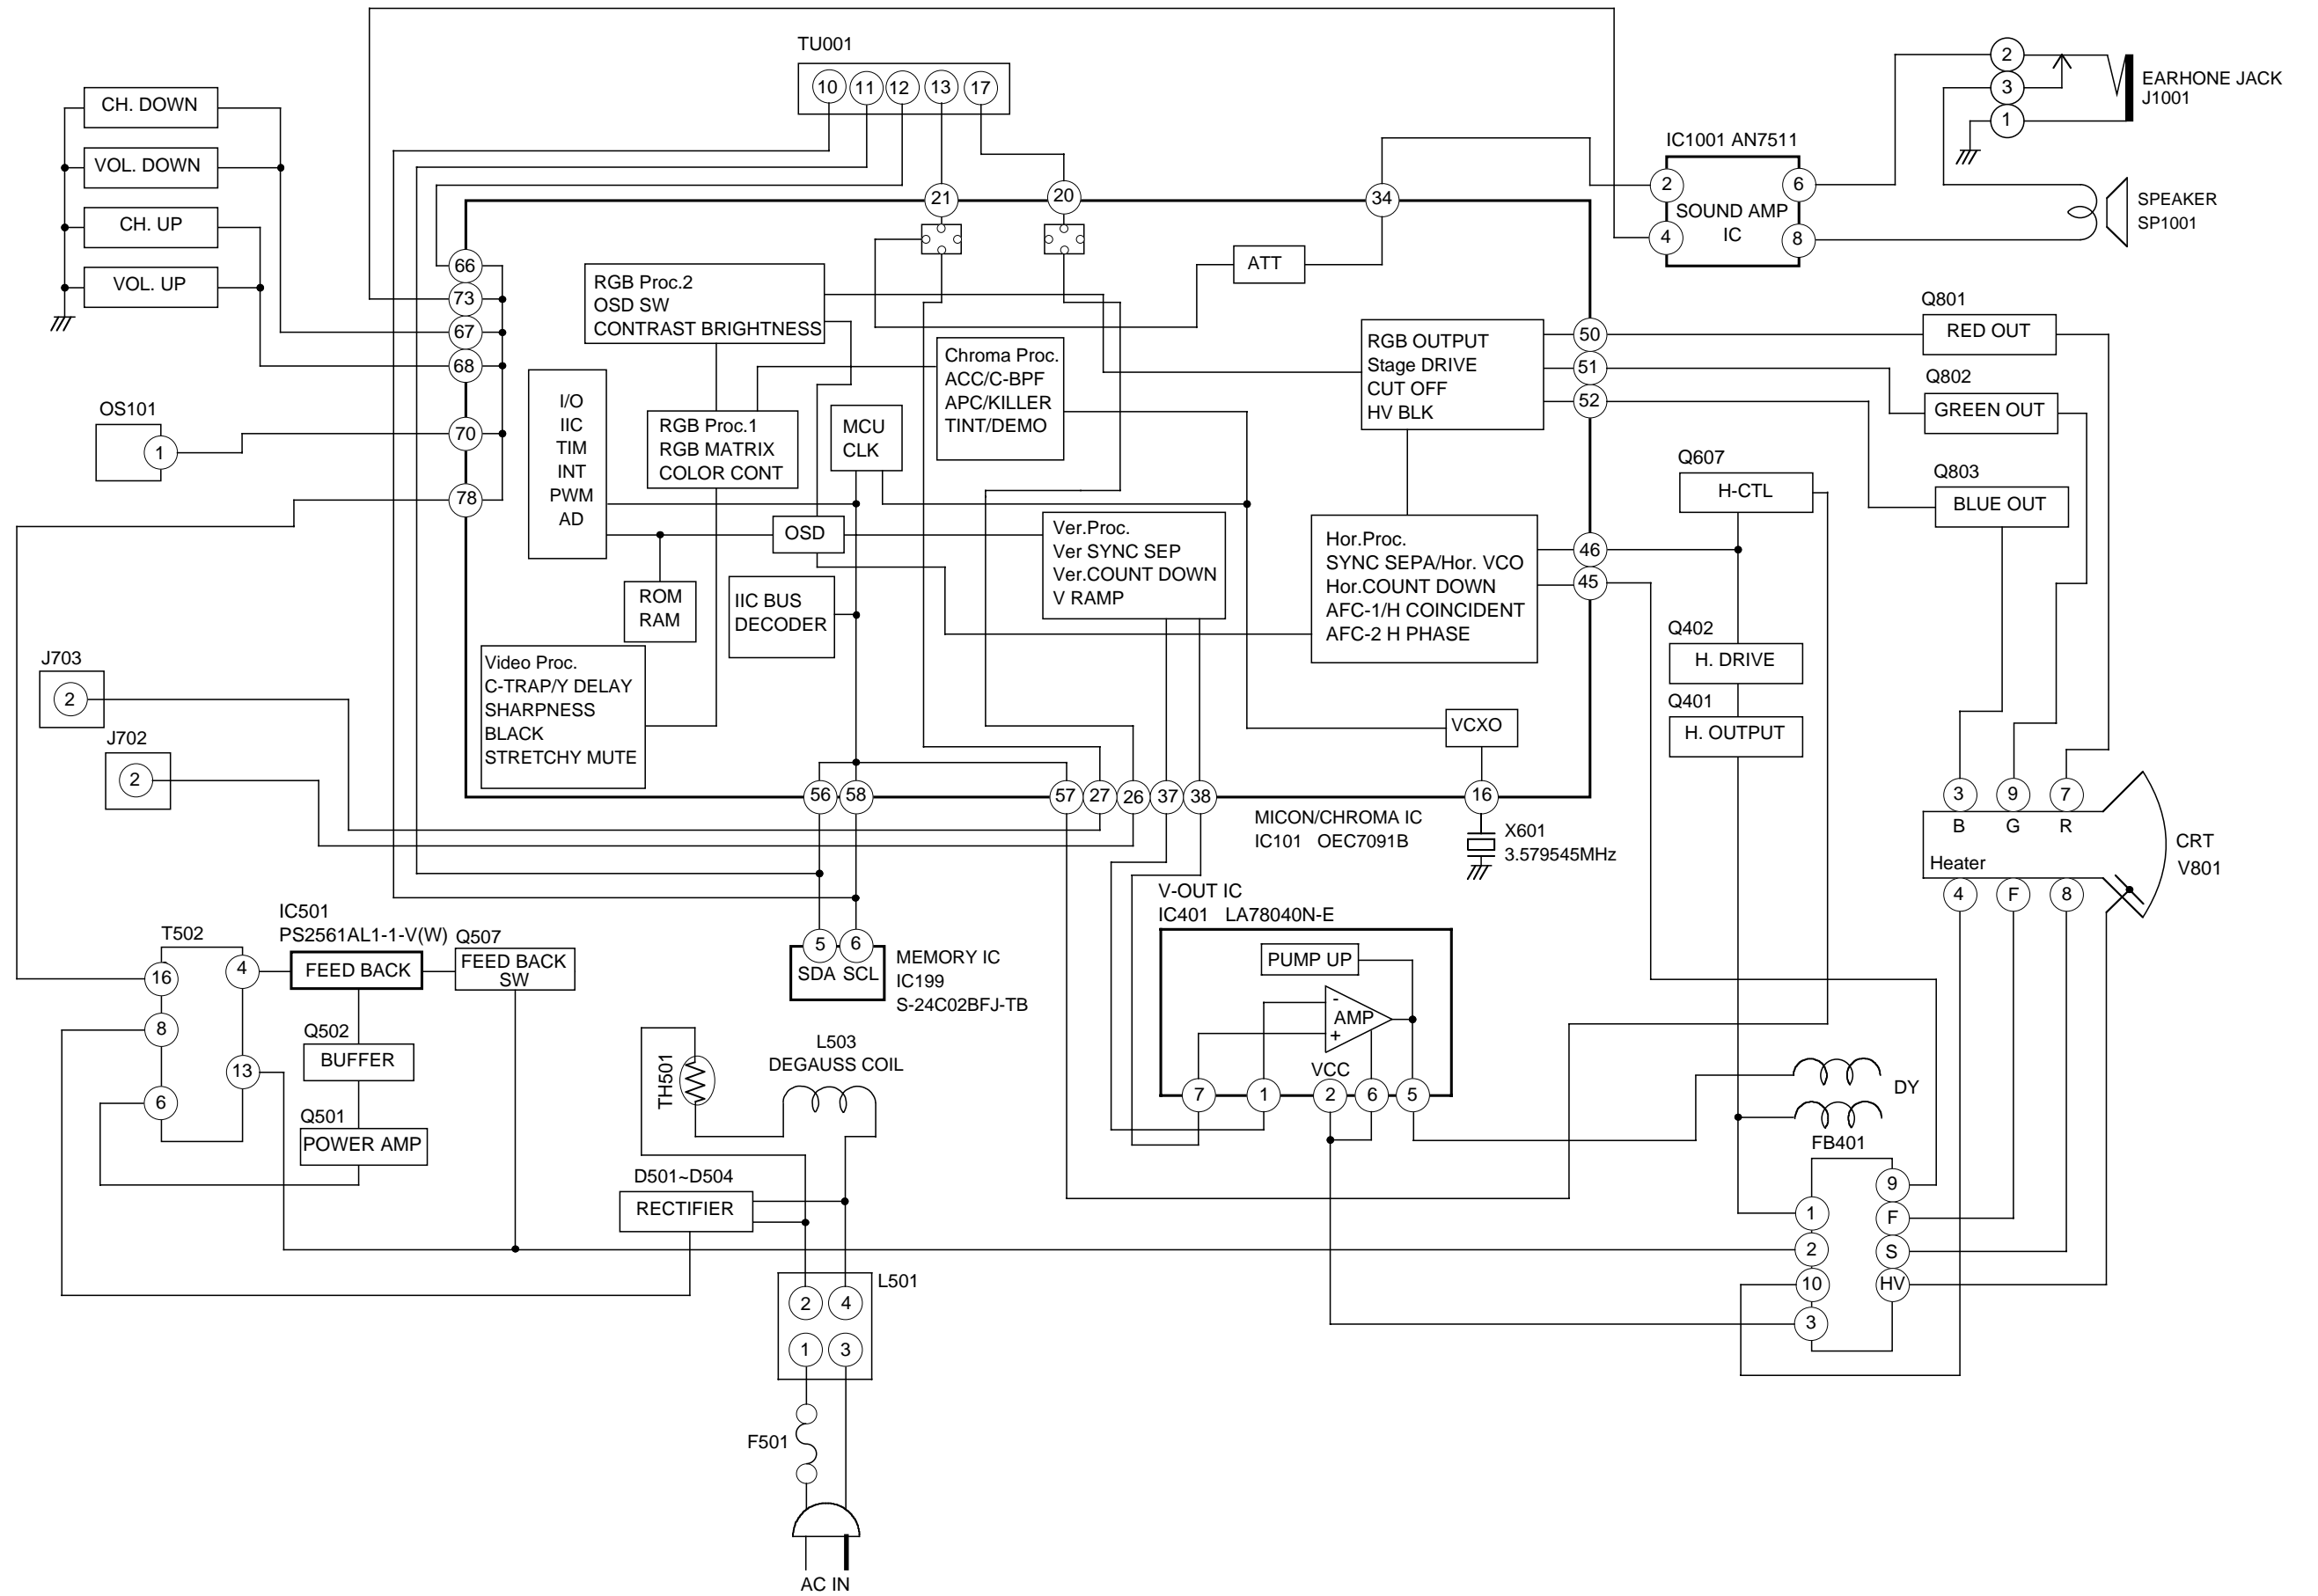 TU001
10 11 12 13 17
CH. DOWN
VOL. DOWN
CH. UP
VOL. UP
2
3
1
EARHONE JACK
J1001
IC1001 AN7511
2
4
6
8
SOUND AMP
IC
SPEAKER
SP1001
21
20
34
ATT
66
73
67
68
70
78
OS101
1
RGB Proc.2
OSD SW
CONTRAST BRIGHTNESS
I/O
IIC
TIM
INT
PWM
AD
RGB Proc.1
RGB MATRIX
COLOR CONT
MCU
CLK
Chroma Proc.
ACC/C-BPF
APC/KILLER
TINT/DEMO
RGB OUTPUT
Stage DRIVE
CUT OFF
HV BLK
50
51
52
Q801
RED OUT
Q802
GREEN OUT
Q803
BLUE OUT
Q607
H-CTL
OSD
ROM
RAM
IIC BUS
DECODER
Ver.Proc.
Ver SYNC SEP
Ver.COUNT DOWN
V RAMP
Hor.Proc.
SYNC SEPA/Hor. VCO
Hor.COUNT DOWN
AFC-1/H COINCIDENT
AFC-2 H PHASE
46
45
Q402
H. DRIVE
Q401
H. OUTPUT
Video Proc.
C-TRAP/Y DELAY
SHARPNESS
BLACK
STRETCHY MUTE
VCXO
J703
2
J702
2
56 58 57 27 26 37 38 16
MICON/CHROMA IC
IC101 OEC7091B
X601
3.579545MHz
3 9 7
B G R
Heater
4 F 8
CRT
V801
V-OUT IC
IC401 LA78040N-E
PUMP UP
-
AMP
+
VCC
7 1 2 6 5
5 6
SDA SCL
MEMORY IC
IC199
S-24C02BFJ-TB
T502
16
8
6
4
13
IC501
PS2561AL1-1-V(W)
FEED BACK
Q507
FEED BACK
SW
Q502
BUFFER
Q501
POWER AMP
TH501
L503
DEGAUSS COIL
D501~D504
RECTIFIER
DY
FB401
1
2
10
3
9
F
S
HV
L501
2 4
1 3
F501
AC IN